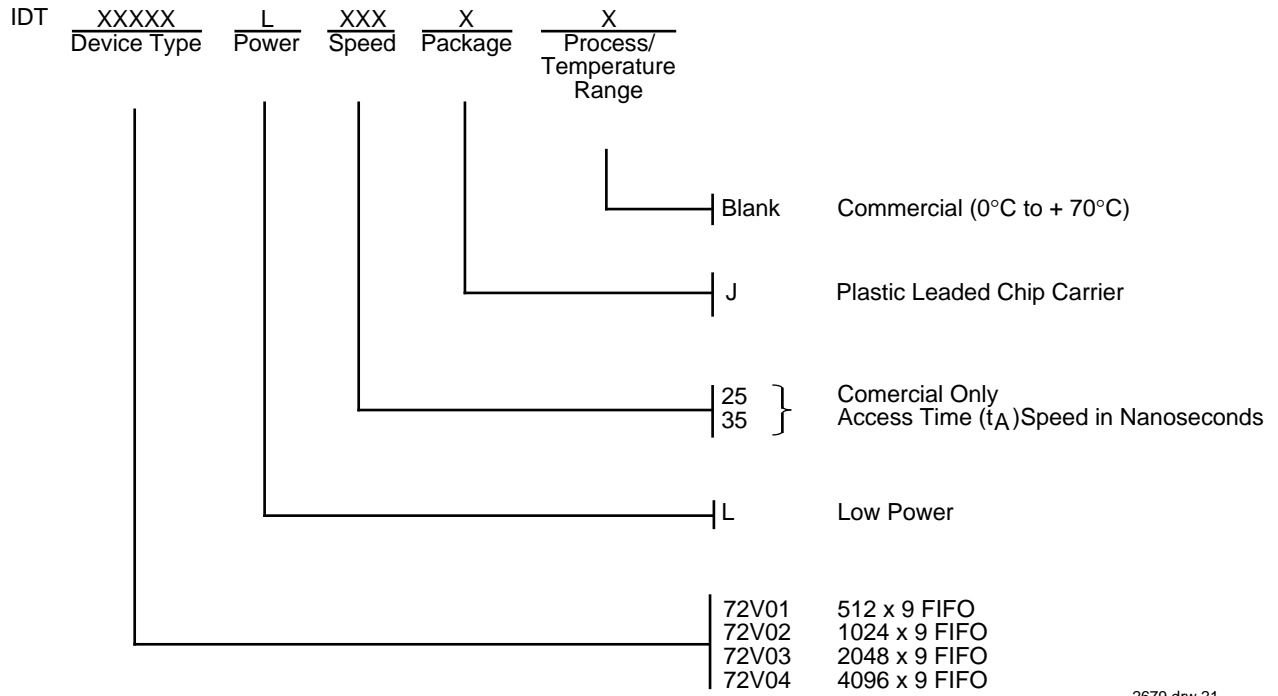 IDT XXXXX L XXX X X
Device Type Power Speed Package Process/
Temperature
Range
Blank Commercial (0°C to + 70°C)
J Plastic Leaded Chip Carrier
25 Comercial Only
35 } Access Time (tA)Speed in Nanoseconds
L Low Power
72V01 512 x 9 FIFO
72V02 1024 x 9 FIFO
72V03 2048 x 9 FIFO
72V04 4096 x 9 FIFO